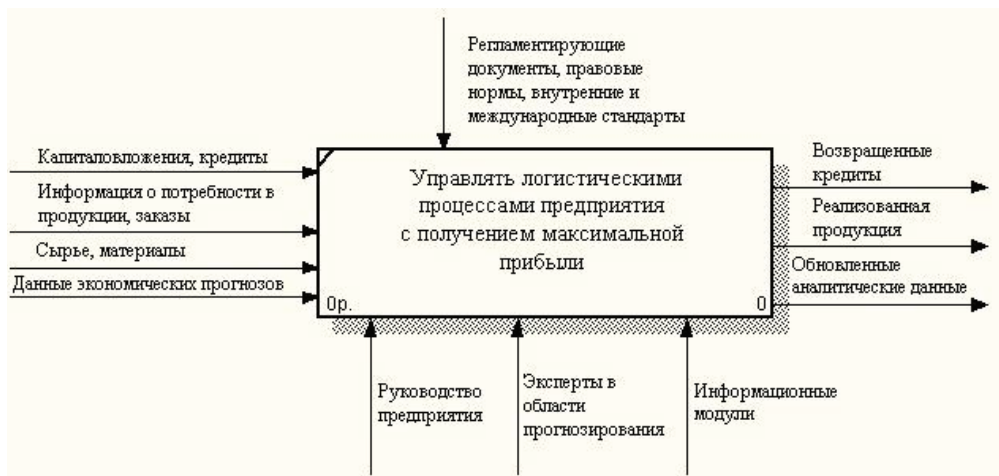 Регламентирующие
документы, правовые
нормы, внутренние и
международные стандарты
Капиталовложения, кредиты
Информация о потребности в
продукции, заказы
Сырье, материалы
Данные экономических прогнозов
Управлять логистическими
процессами предприятия
с получением максимальной
прибыли
0р.
0
Возвращенные
кредиты
Реализованная
продукция
Обновленные
аналитические данные
Руководство
предприятия
Эксперты в
области
прогнозирования
Информационные
модули